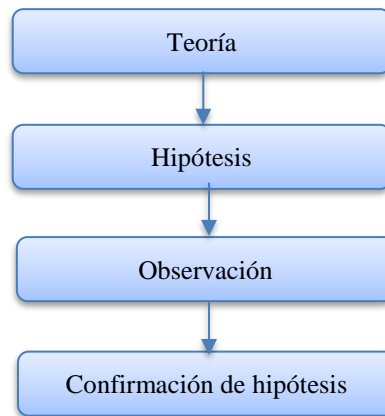 Teoría
Hipótesis
Observación
Confirmación de hipótesis